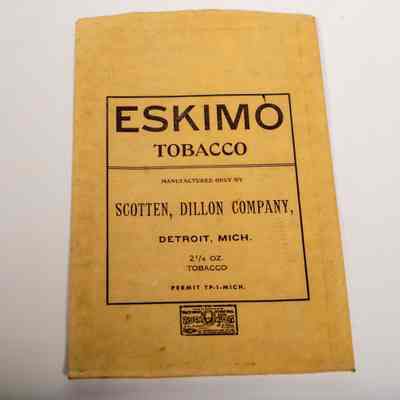 ESKIMO
TOBACCO
MANUFACTURED ONLY BY
SCOTTEN, DILLON COMPANY,
DETROIT, MICH.
2 1/4 OZ.
TOBACCO
PERMIT TP-1-MICH.